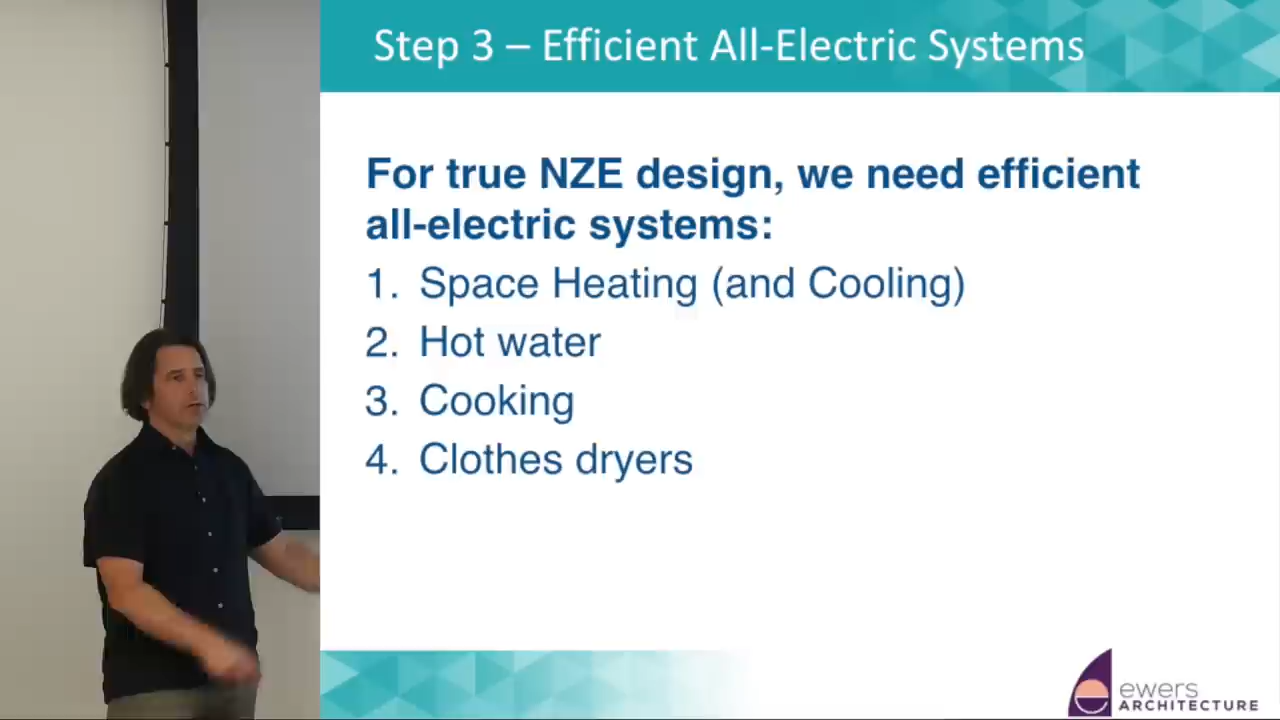 Step 3 – Efficient All-Electric Systems
For true NZE design, we need efficient
all-electric systems:
1. Space Heating (and Cooling)
2. Hot water
3. Cooking
4. Clothes dryers
ewers
ARCHITECTURE